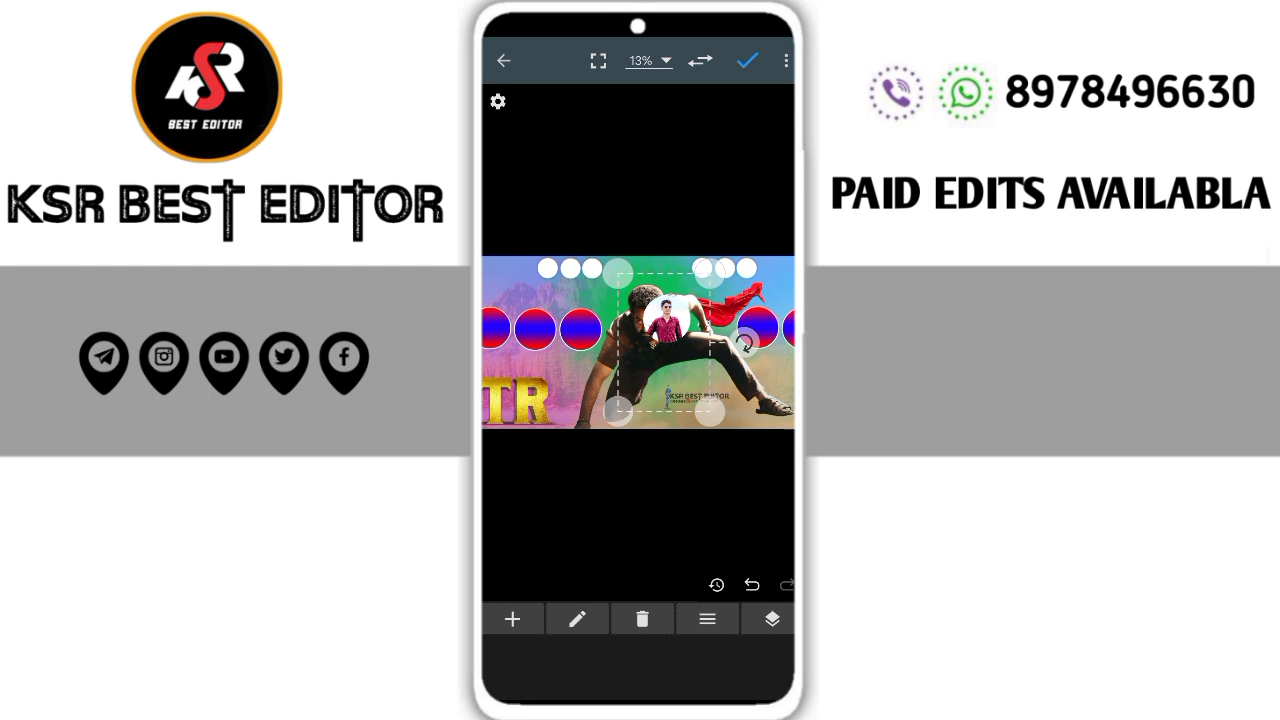 KSR
BEST EDITOR
KSR BEST EDITOR
8978496630
PAID EDITS AVAILABLA
13%
TR
KSR BEST EDITOR